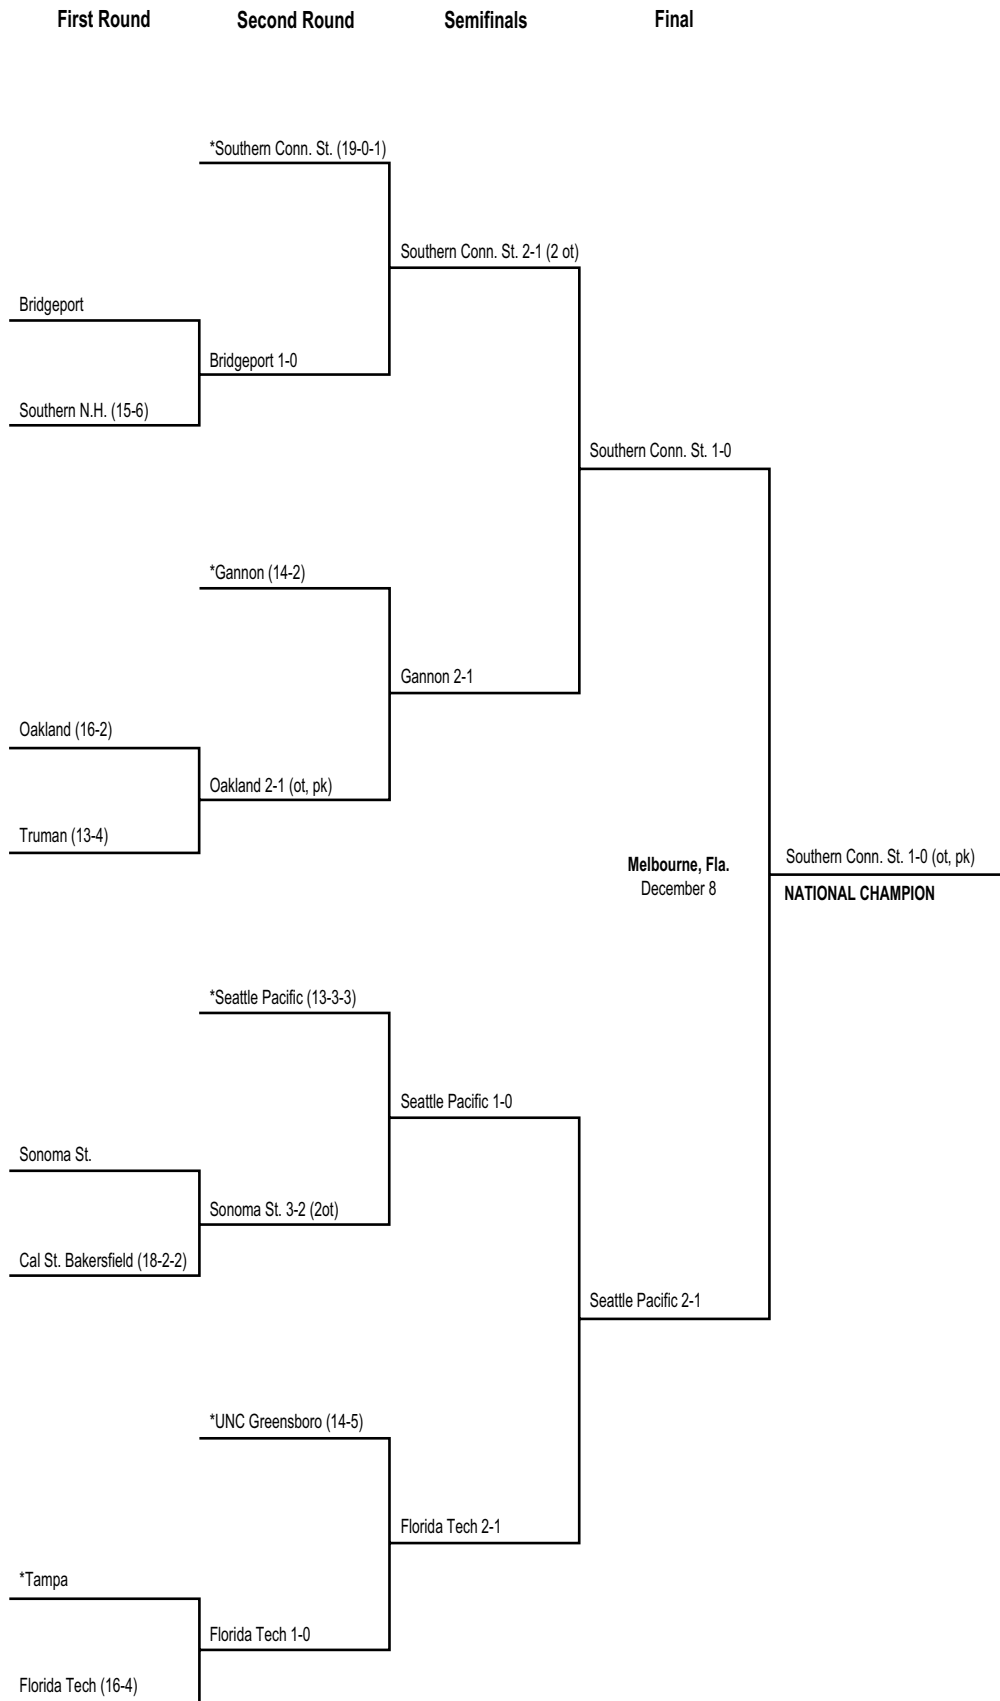 First Round
Second Round
Semifinals
Final
*Southern Conn. St. (19-0-1)
Southern Conn. St. 2-1 (2 ot)
Bridgeport
Bridgeport 1-0
Southern N.H. (15-6)
Southern Conn. St. 1-0
*Gannon (14-2)
Gannon 2-1
Oakland (16-2)
Oakland 2-1 (ot, pk)
Truman (13-4)
Melbourne, Fla.
December 8
Southern Conn. St. 1-0 (ot, pk)
NATIONAL CHAMPION
*Seattle Pacific (13-3-3)
Seattle Pacific 1-0
Sonoma St.
Sonoma St. 3-2 (2ot)
Cal St. Bakersfield (18-2-2)
Seattle Pacific 2-1
*UNC Greensboro (14-5)
Florida Tech 2-1
*Tampa
Florida Tech 1-0
Florida Tech (16-4)